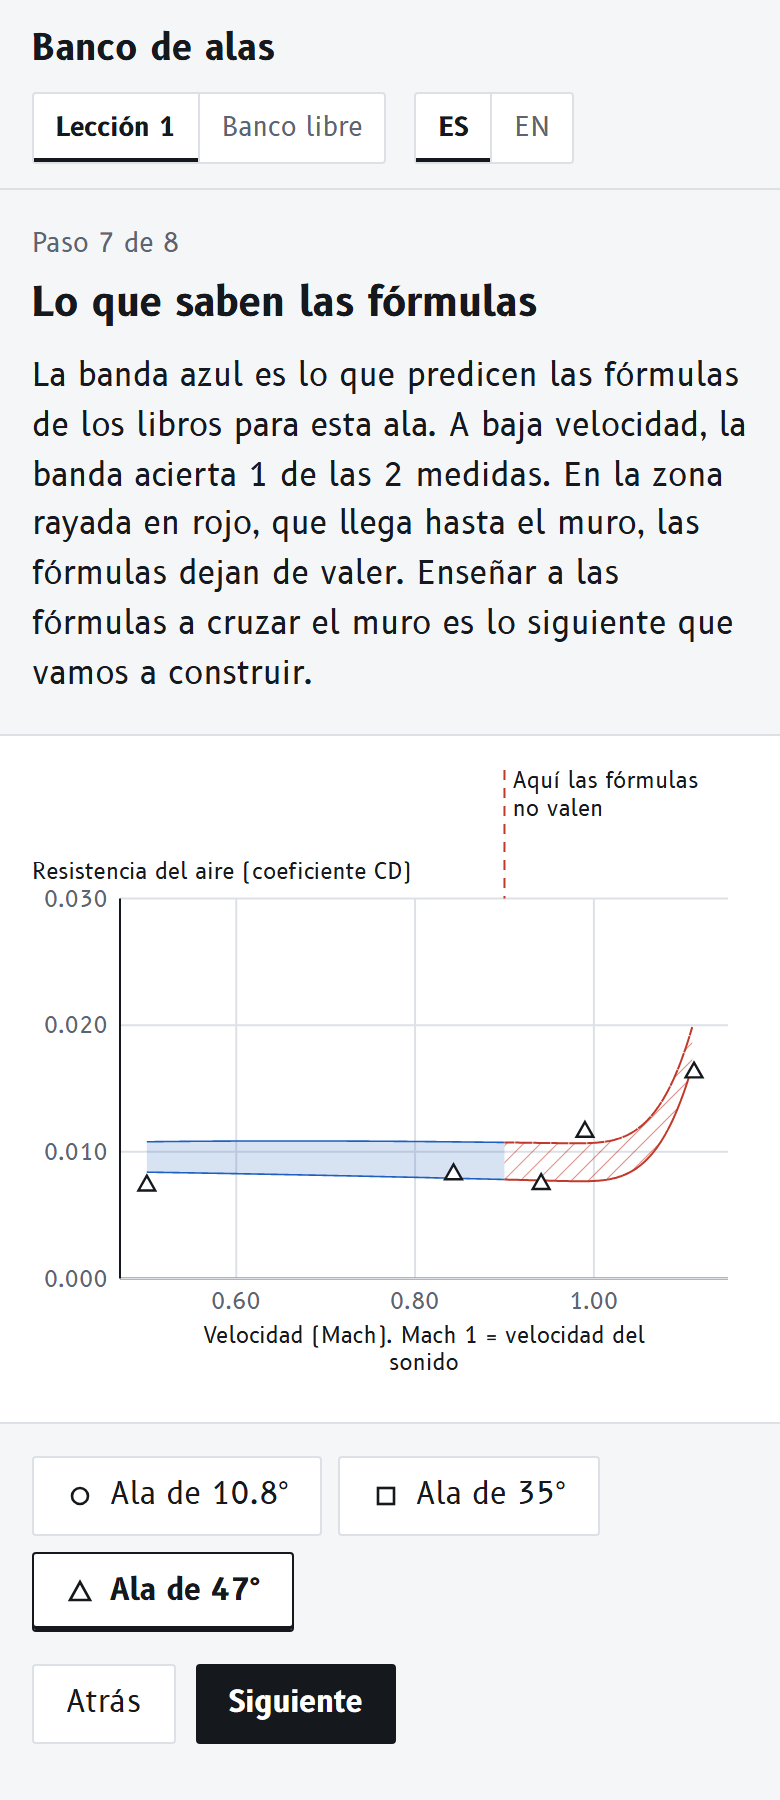 Banco de alas
Lección 1
Banco libre
ES
EN
Paso 7 de 8
Lo que saben las fórmulas
La banda azul es lo que predicen las fórmulas
de los libros para esta ala. A baja velocidad, la
banda acierta 1 de las 2 medidas. En la zona
rayada en rojo, que llega hasta el muro, las
fórmulas dejan de valer. Enseñar a las
fórmulas a cruzar el muro es lo siguiente que
vamos a construir.
Aquí las fórmulas
no valen
Resistencia del aire (coeficiente CD)
0.030
0.020
0.010
0.000
0.60
0.80
1.00
Velocidad (Mach). Mach 1 = velocidad del
sonido
Ala de 10.8°
Ala de 35°
Ala de 47°
Atrás
Siguiente